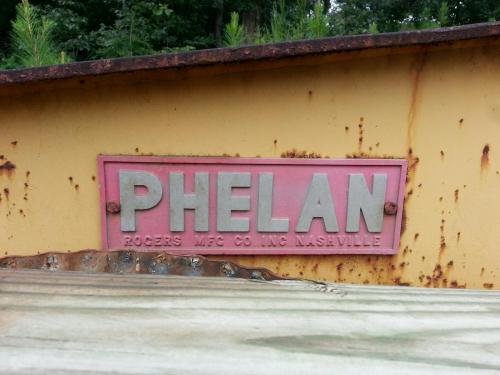 PHELAN
ROGERS MFG CO INC NASHVILLE